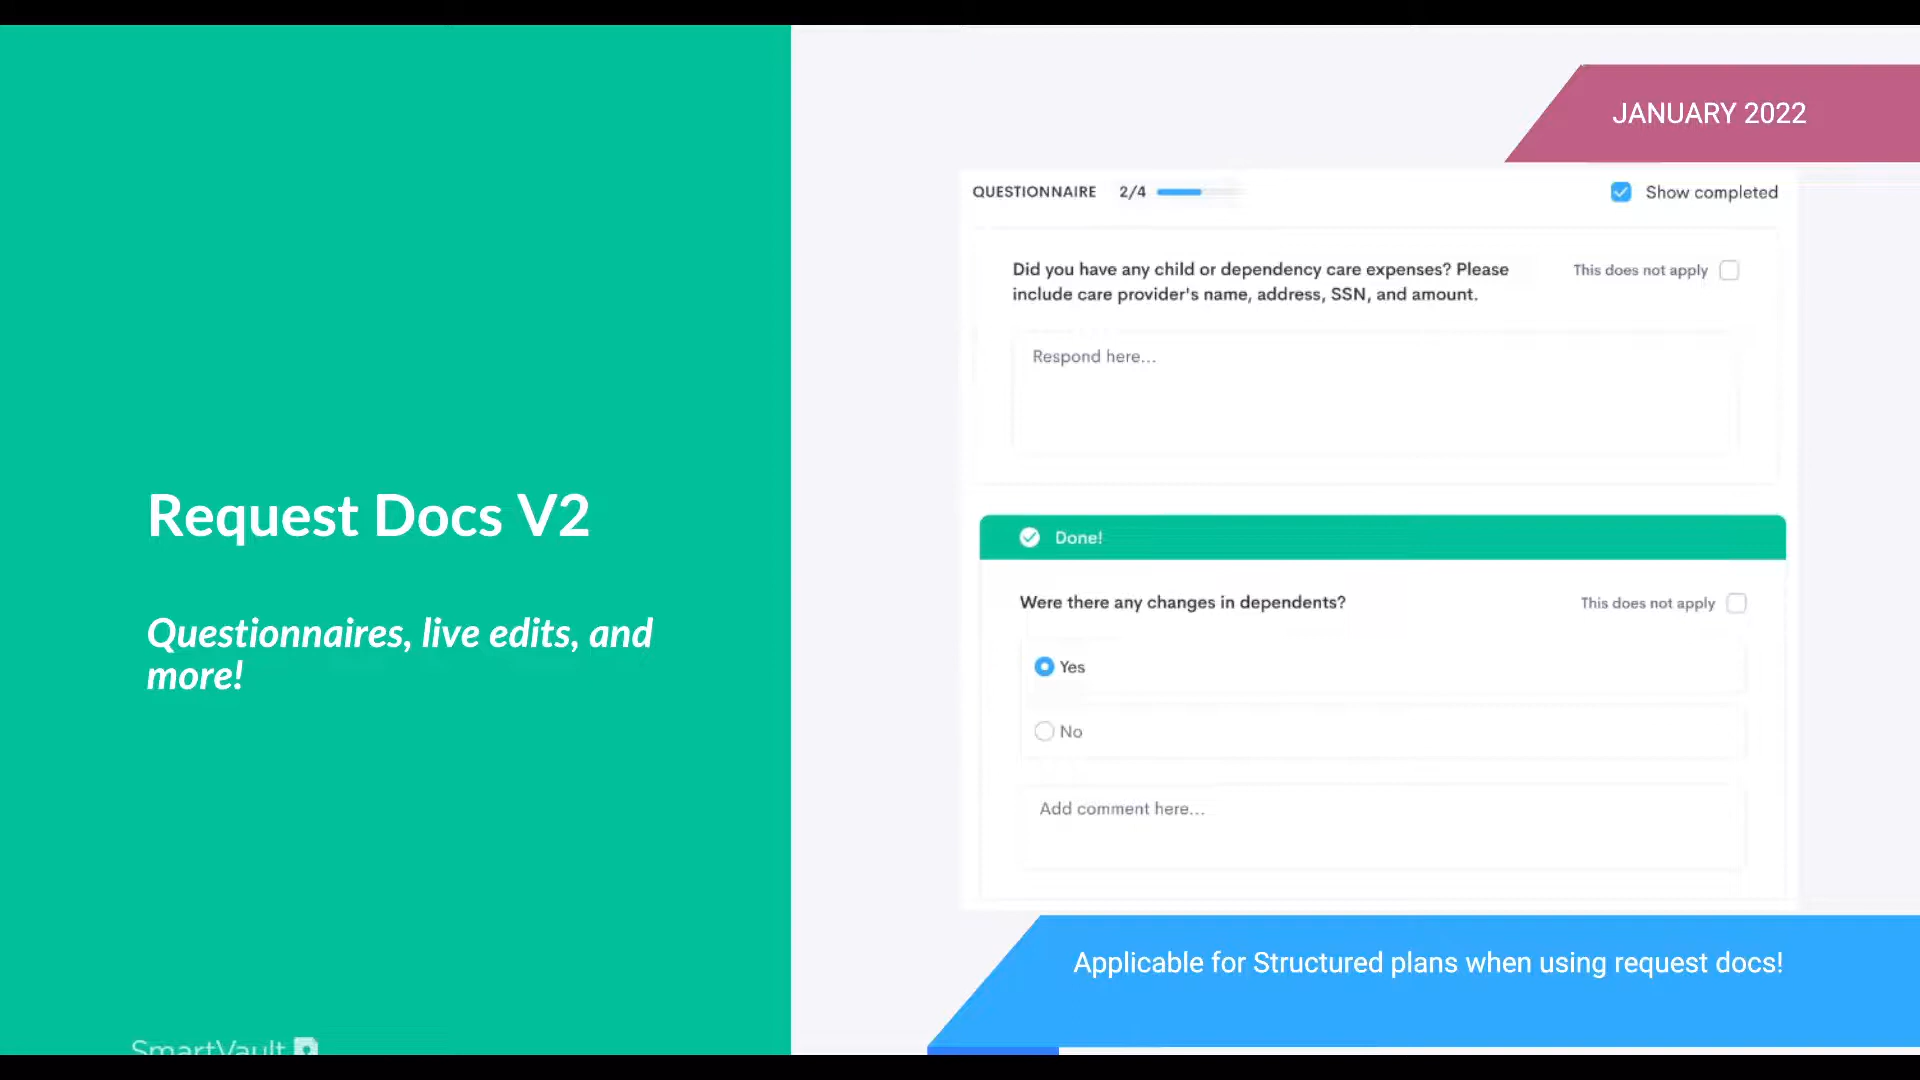 JANUARY 2022
QUESTIONNAIRE 2/4
Show completed
Did you have any child or dependency care expenses? Please
include care provider's name, address, SSN, and amount.
This does not apply
Respond here...
Done!
Were there any changes in dependents?
This does not apply
Yes
No
Add comment here...
Request Docs V2
Questionnaires, live edits, and
more!
Applicable for Structured plans when using request docs!
SmartVault